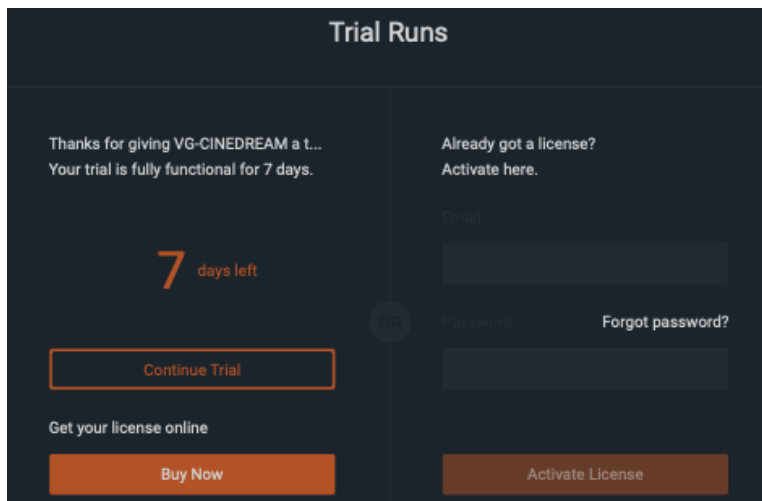 Trial Runs
Thanks for giving VG-CINEDREAM a t...
Your trial is fully functional for 7 days.
7 days left
Continue Trial
Get your license online
Buy Now
OR
Already got a license?
Activate here.
Email
Password
Forgot password?
Activate License